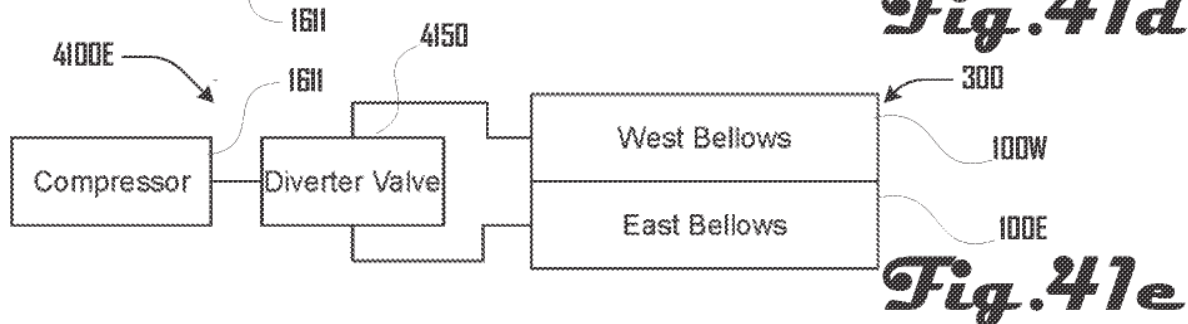 1611
Fig.41d
4100E
4150
1611
300
Compressor
Diverter Valve
West Bellows
100W
East Bellows
100E
Fig.41e